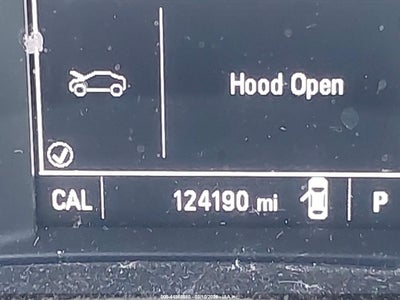 Hood Open
CAL 124190 mi P